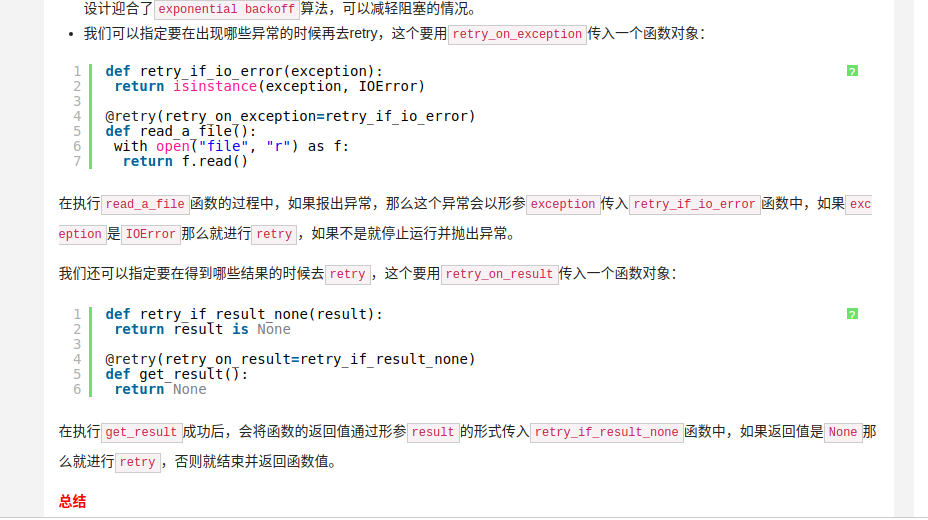 设计迎合了exponential backoff算法，可以减轻阻塞的情况。
• 我们可以指定要在出现哪些异常的时候再去retry，这个要用retry_on_exception传入一个函数对象：
?
1 def retry_if_io_error(exception):
2  return isinstance(exception, IOError)
3
4 @retry(retry_on_exception=retry_if_io_error)
5 def read_a_file():
6  with open("file", "r") as f:
7   return f.read()
在执行read_a_file函数的过程中，如果报出异常，那么这个异常会以形参exception传入retry_if_io_error函数中，如果exc
eption是IOError那么就进行retry，如果不是就停止运行并抛出异常。
我们还可以指定要在得到哪些结果的时候去retry，这个要用retry_on_result传入一个函数对象：
?
1 def retry_if_result_none(result):
2  return result is None
3
4 @retry(retry_on_result=retry_if_result_none)
5 def get_result():
6  return None
在执行get_result成功后，会将函数的返回值通过形参result的形式传入retry_if_result_none函数中，如果返回值是None那
么就进行retry，否则就结束并返回函数值。
总结